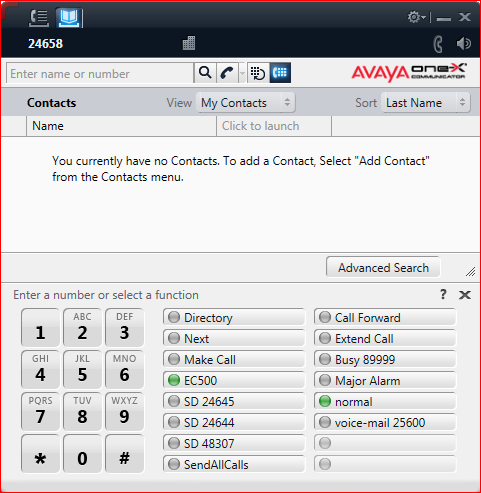 24658
Enter name or number
AVAYA one-X
COMMUNICATOR
Contacts View My Contacts Sort Last Name
Name Click to launch
You currently have no Contacts. To add a Contact, Select "Add Contact"
from the Contacts menu.
Advanced Search
Enter a number or select a function ?
1 ABC 2 DEF 3
GHI 4 JKL 5 MNO 6
PQRS 7 TUV 8 WXYZ 9
* 0 #
Directory Call Forward
Next Extend Call
Make Call Busy 89999
EC500 Major Alarm
SD 24645 normal
SD 24644 voice-mail 25600
SD 48307
SendAllCalls